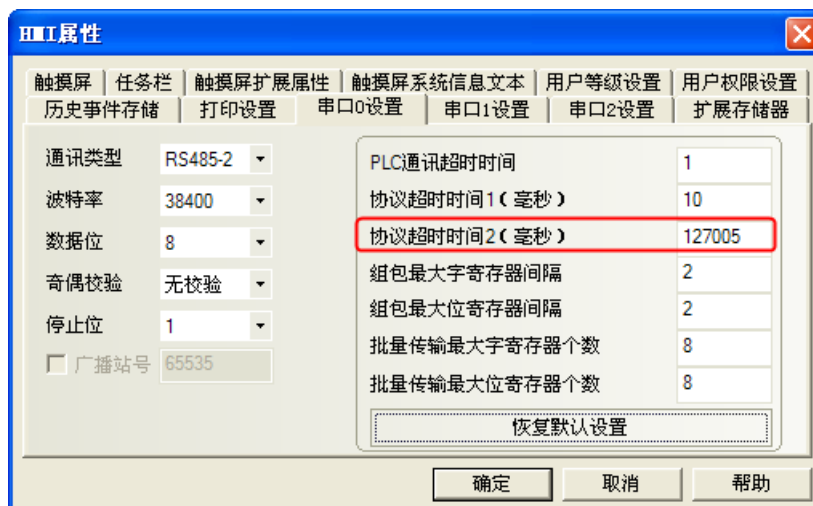 HMI属性
触摸屏 任务栏 触摸屏扩展属性 触摸屏系统信息文本 用户等级设置 用户权限设置
历史事件存储 打印设置 串口0设置 串口1设置 串口2设置 扩展存储器
通讯类型 RS485-2
波特率 38400
数据位 8
奇偶校验 无校验
停止位 1
广播站号 65535
PLC通讯超时时间 1
协议超时时间1(毫秒) 10
协议超时时间2(毫秒) 127005
组包最大字寄存器间隔 2
组包最大位寄存器间隔 2
批量传输最大字寄存器个数 8
批量传输最大位寄存器个数 8
恢复默认设置
确定 取消 帮助